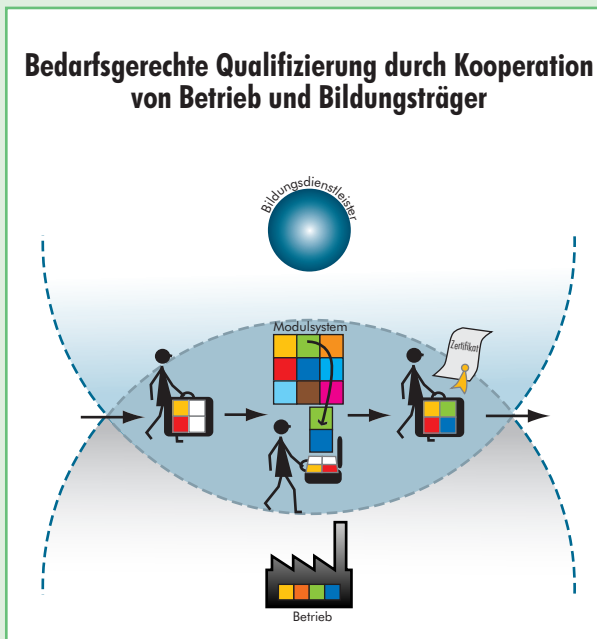 Bedarfsgerechte Qualifizierung durch Kooperation
von Betrieb und Bildungsträger
Bildungsdienstleister
Modulsystem
Zertifikat
Betrieb